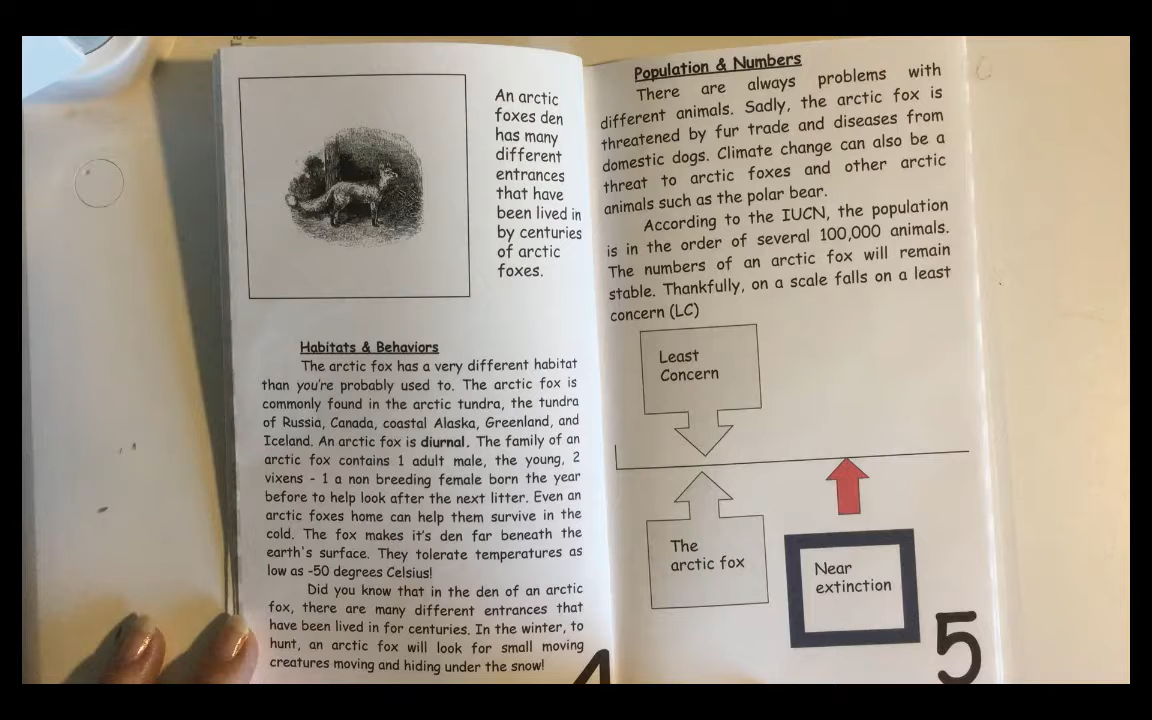 An arctic
foxes den
has many
different
entrances
that have
been lived in
by centuries
of arctic
foxes.
Habitats & Behaviors
The arctic fox has a very different habitat
than you're probably used to. The arctic fox is
commonly found in the arctic tundra, the tundra
of Russia, Canada, coastal Alaska, Greenland, and
Iceland. An arctic fox is diurnal. The family of an
arctic fox contains 1 adult male, the young, 2
vixens - 1 a non breeding female born the year
before to help look after the next litter. Even an
arctic foxes home can help them survive in the
cold. The fox makes it's den far beneath the
earth's surface. They tolerate temperatures as
low as -50 degrees Celsius!
Did you know that in the den of an arctic
fox, there are many different entrances that
have been lived in for centuries. In the winter, to
hunt, an arctic fox will look for small moving
creatures moving and hiding under the snow!
4
Population & Numbers
There are always problems with
different animals. Sadly, the arctic fox is
threatened by fur trade and diseases from
domestic dogs. Climate change can also be a
threat to arctic foxes and other arctic
animals such as the polar bear.
According to the IUCN, the population
is in the order of several 100,000 animals.
The numbers of an arctic fox will remain
stable. Thankfully, on a scale falls on a least
concern (LC)
Least
Concern
The
arctic fox
Near
extinction
5